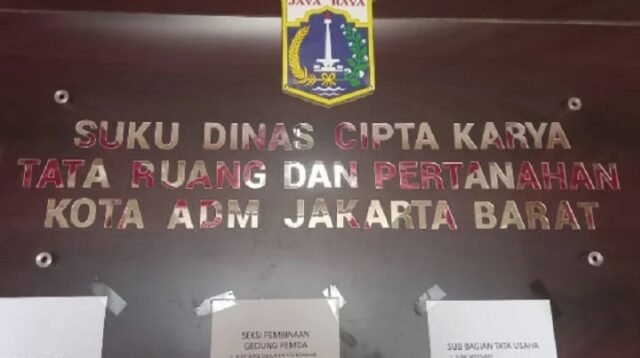 JAYA RAYA
SUKU DINAS CIPTA KARYA
TATA RUANG DAN PERTANAHAN
KOTA ADM JAKARTA BARAT
SEKSI PEMBINAAN
GEDUNG PEMDA
SUB BAGIAN TATA USAHA